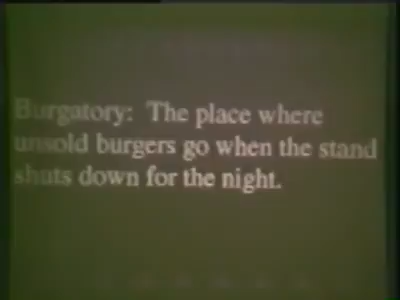 Burgatory: The place where
unsold burgers go when the stand
shuts down for the night.